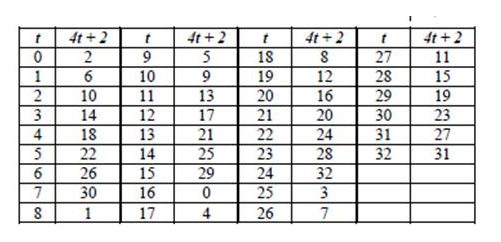 t 4t + 2 t 4t + 2 t 4t + 2 t 4t + 2
0 2 9 5 18 8 27 11
1 6 10 9 19 12 28 15
2 10 11 13 20 16 29 19
3 14 12 17 21 20 30 23
4 18 13 21 22 24 31 27
5 22 14 25 23 28 32 31
6 26 15 29 24 32
7 30 16 0 25 3
8 1 17 4 26 7